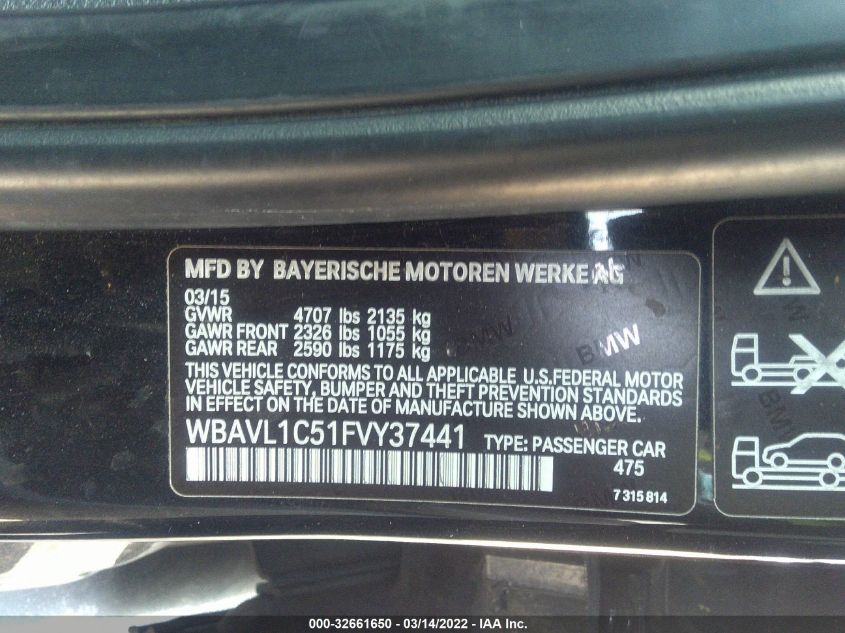 MFD BY BAYERISCHE MOTOREN WERKE AG
03/15
GVWR 4707 lbs 2135 kg
GAWR FRONT 2326 lbs 1055 kg
GAWR REAR 2590 lbs 1175 kg
THIS VEHICLE CONFORMS TO ALL APPLICABLE U.S.FEDERAL MOTOR
VEHICLE SAFETY, BUMPER AND THEFT PREVENTION STANDARDS
IN EFFECT ON THE DATE OF MANUFACTURE SHOWN ABOVE.
WBAVL1C51FVY37441 TYPE: PASSENGER CAR
475
7 315 814
BMW
BMW
BMW
000-32661650 - 03/14/2022 - IAA Inc.